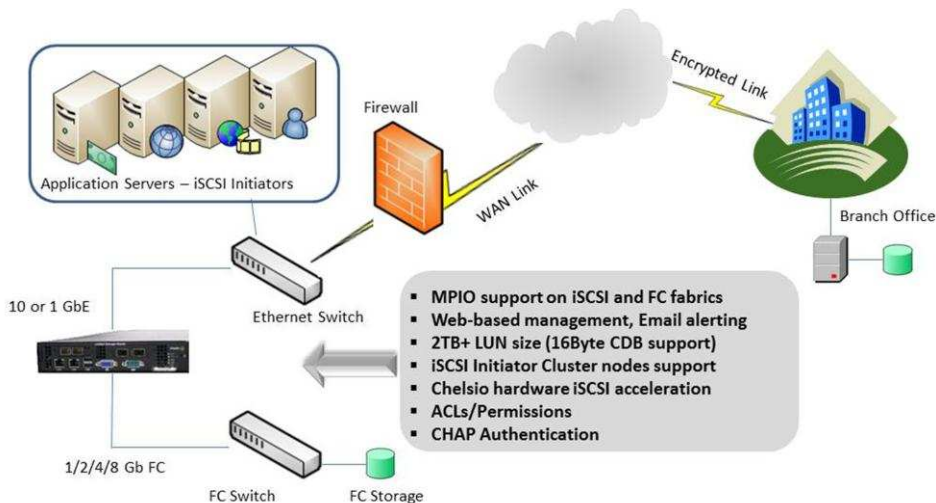 Encrypted Link
Firewall
Application Servers – iSCSI Initiators
WAN Link
Branch Office
10 or 1 GbE
Ethernet Switch
▪ MPIO support on iSCSI and FC fabrics
▪ Web-based management, Email alerting
▪ 2TB+ LUN size (16Byte CDB support)
▪ iSCSI Initiator Cluster nodes support
▪ Chelsio hardware iSCSI acceleration
▪ ACLs/Permissions
▪ CHAP Authentication
1/2/4/8 Gb FC
FC Switch
FC Storage